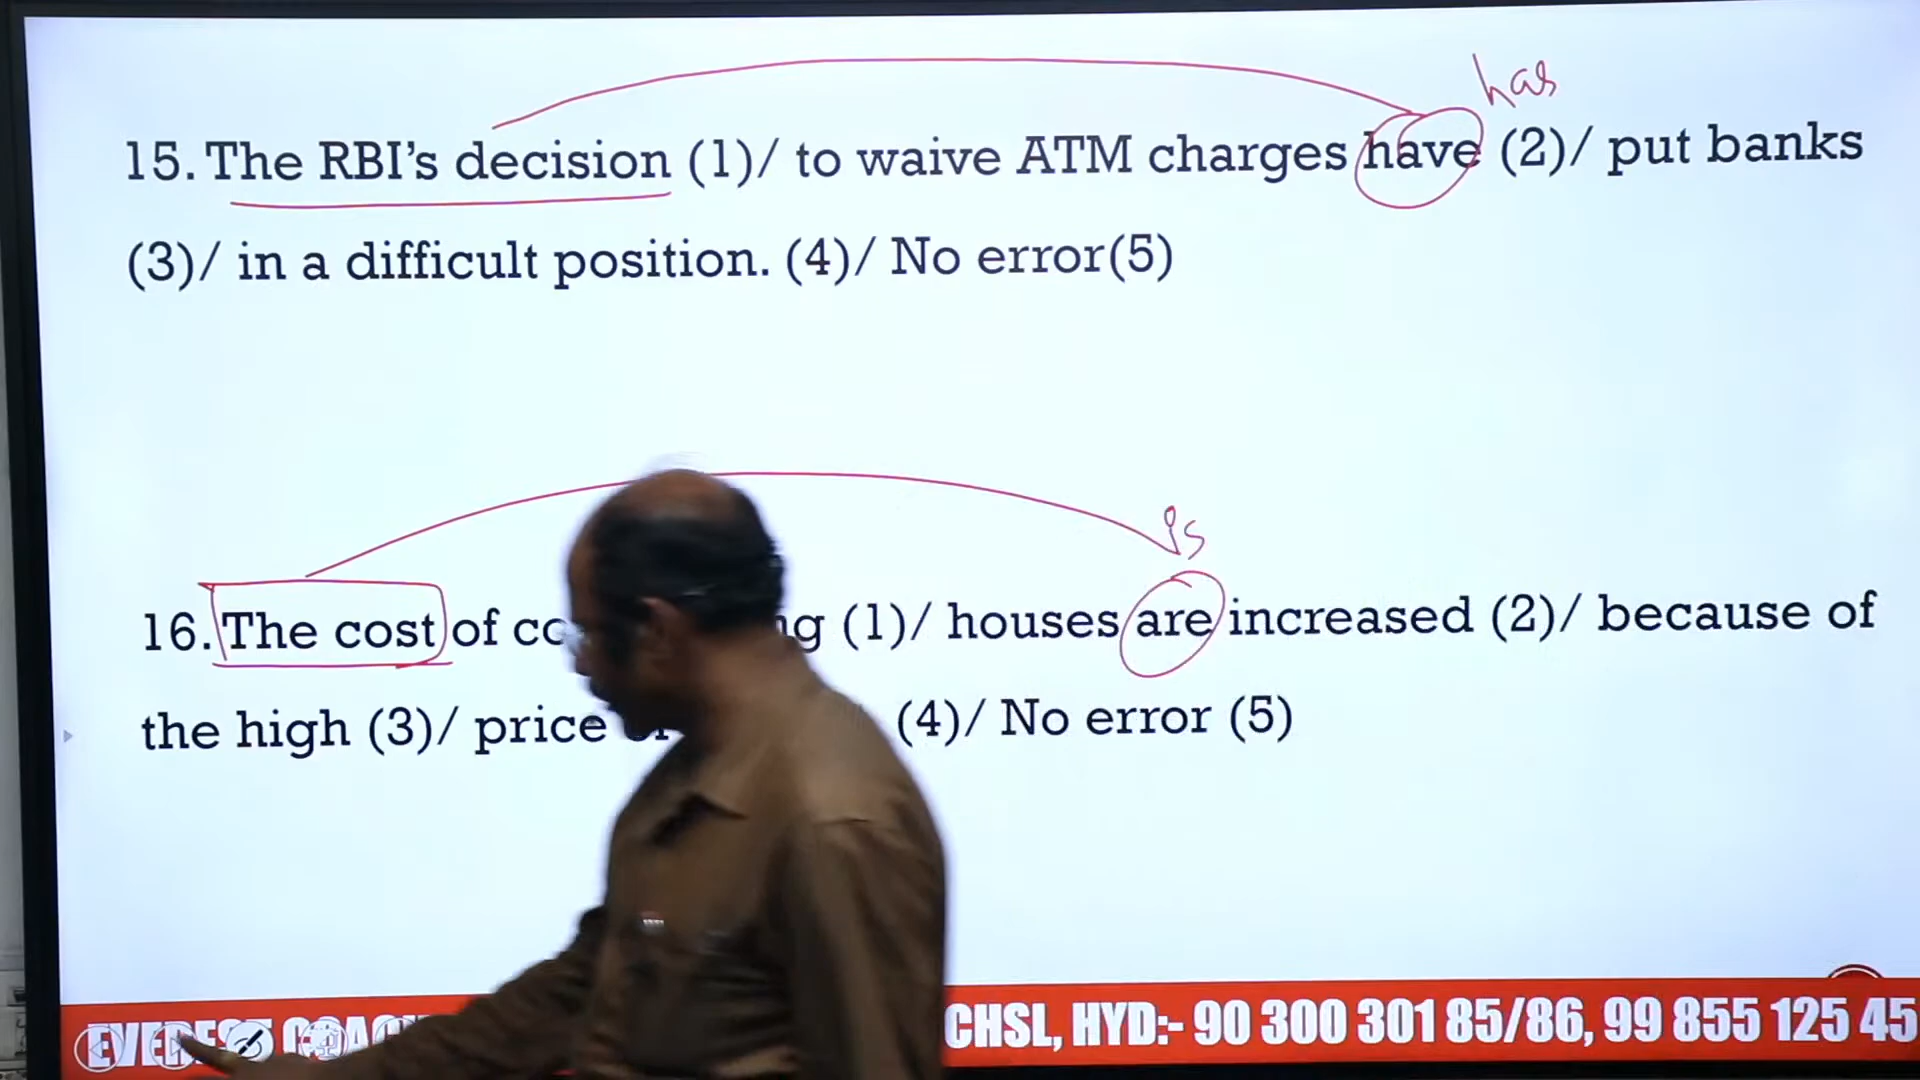 has
15. The RBI's decision (1)/ to waive ATM charges have (2)/ put banks
(3)/ in a difficult position. (4)/ No error(5)
is
16. The cost of (1)/ houses are increased (2)/ because of
the high (3)/ price (4)/ No error (5)
CHSL, HYD:- 90 300 301 85/86, 99 855 125 45